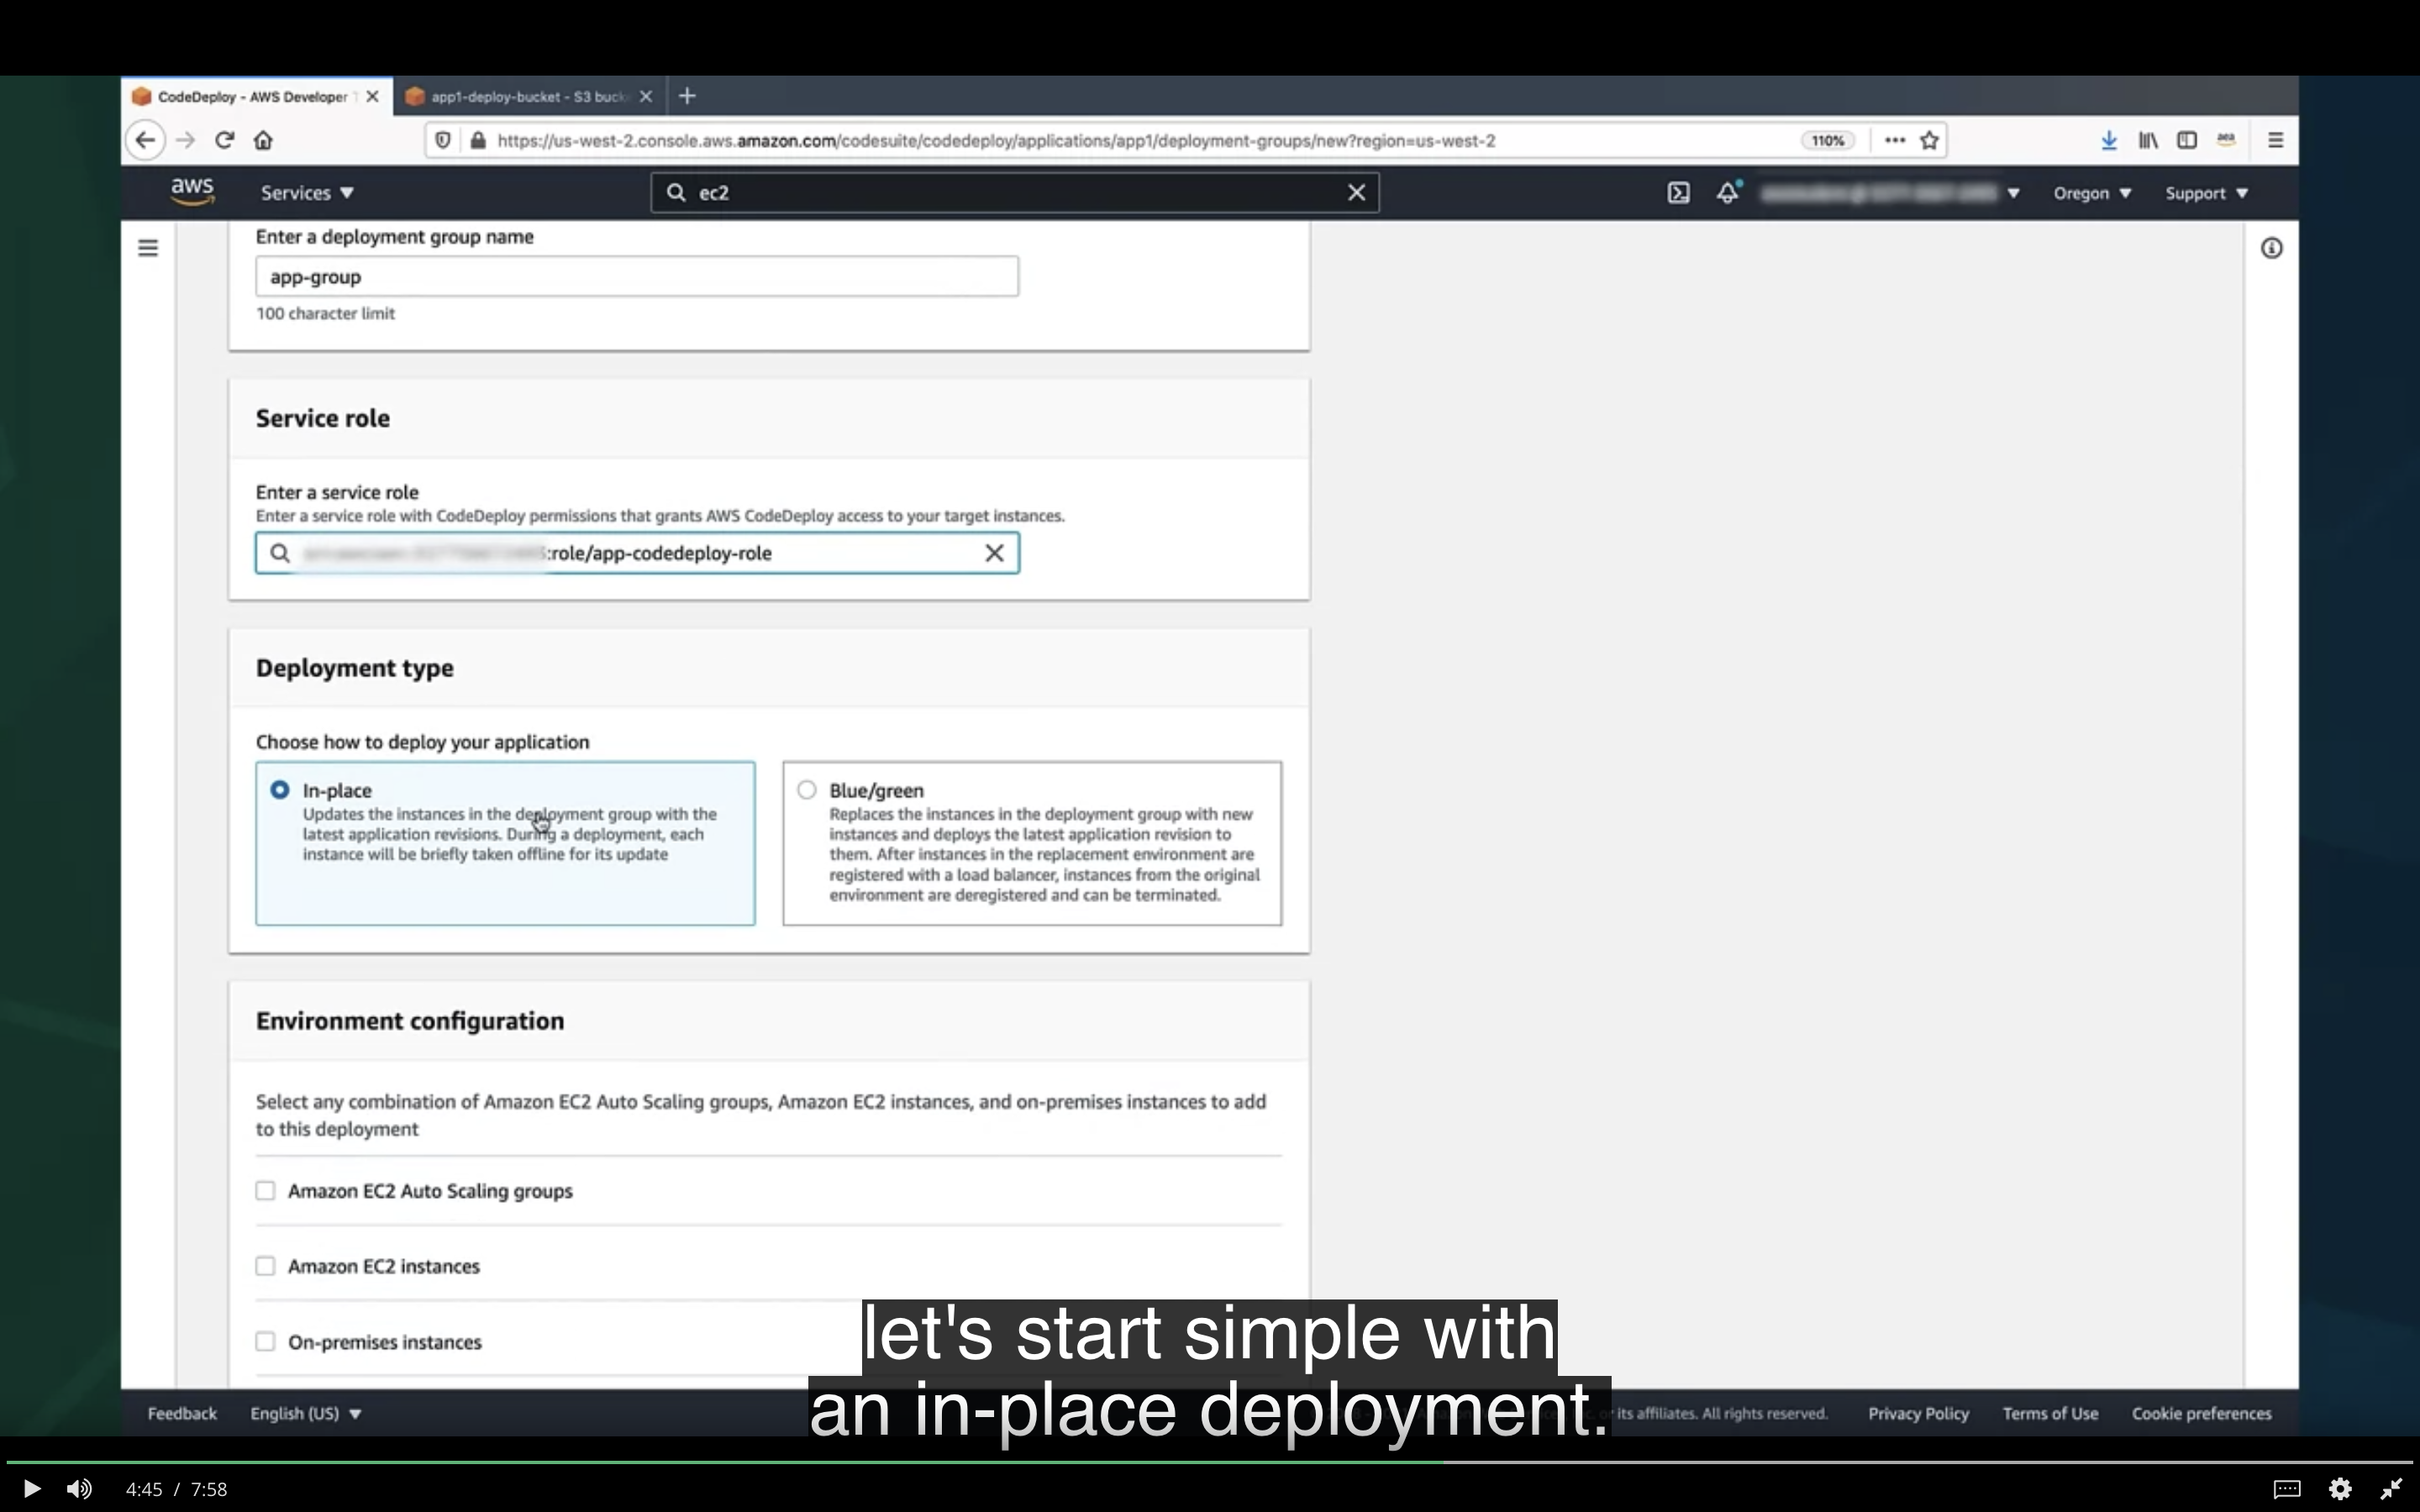 CodeDeploy - AWS Developer T
app1-deploy-bucket - S3 buck
https://us-west-2.console.aws.amazon.com/codesuite/codedeploy/applications/app1/deployment-groups/new?region=us-west-2
110%
aws
Services
ec2
Oregon
Support
Enter a deployment group name
app-group
100 character limit
Service role
Enter a service role
Enter a service role with CodeDeploy permissions that grants AWS CodeDeploy access to your target instances.
:role/app-codedeploy-role
Deployment type
Choose how to deploy your application
In-place
Updates the instances in the deployment group with the
latest application revisions. During a deployment, each
instance will be briefly taken offline for its update
Blue/green
Replaces the instances in the deployment group with new
instances and deploys the latest application revision to
them. After instances in the replacement environment are
registered with a load balancer, instances from the original
environment are deregistered and can be terminated.
Environment configuration
Select any combination of Amazon EC2 Auto Scaling groups, Amazon EC2 instances, and on-premises instances to add
to this deployment
Amazon EC2 Auto Scaling groups
Amazon EC2 instances
On-premises instances
let's start simple with
an in-place deployment.
Feedback
English (US)
its affiliates. All rights reserved.
Privacy Policy
Terms of Use
Cookie preferences
4:45 / 7:58